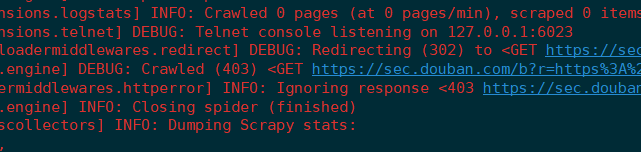 nsions.logstats] INFO: Crawled 0 pages (at 0 pages/min), scraped 0 items
nsions.telnet] DEBUG: Telnet console listening on 127.0.0.1:6023
loadermiddlewares.redirect] DEBUG: Redirecting (302) to <GET https://sec
.engine] DEBUG: Crawled (403) <GET https://sec.douban.com/b?r=https%3A%2
dermiddlewares.httperror] INFO: Ignoring response <403 https://sec.douban
.engine] INFO: Closing spider (finished)
scollectors] INFO: Dumping Scrapy stats:
,